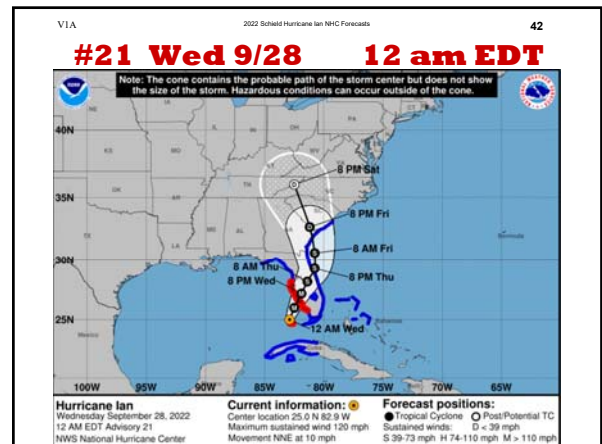 V1A 2022 Schield Hurricane Ian NHC Forecasts 42
#21 Wed 9/28 12 am EDT
Note: The cone contains the probable path of the storm center but does not show
the size of the storm. Hazardous conditions can occur outside of the cone.
40N
35N
30N
25N
8 PM Sat
8 PM Fri
8 AM Fri
8 AM Thu
8 PM Thu
8 PM Wed
12 AM Wed
Bermuda
Mexico
Bahamas
Cuba
100W 95W 90W 85W 80W 75W 70W 65W
Hurricane Ian
Wednesday September 28, 2022
12 AM EDT Advisory 21
NWS National Hurricane Center
Current information:
Center location 25.0 N 82.9 W
Maximum sustained wind 120 mph
Movement NNE at 10 mph
Forecast positions:
Tropical Cyclone Post/Potential TC
Sustained winds: D < 39 mph
S 39-73 mph H 74-110 mph M > 110 mph